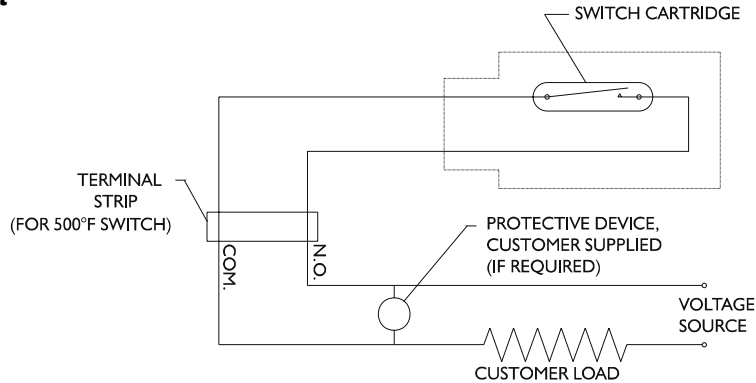 SWITCH CARTRIDGE
TERMINAL
STRIP
(FOR 500°F SWITCH)
COM.
N.O.
PROTECTIVE DEVICE,
CUSTOMER SUPPLIED
(IF REQUIRED)
VOLTAGE
SOURCE
CUSTOMER LOAD